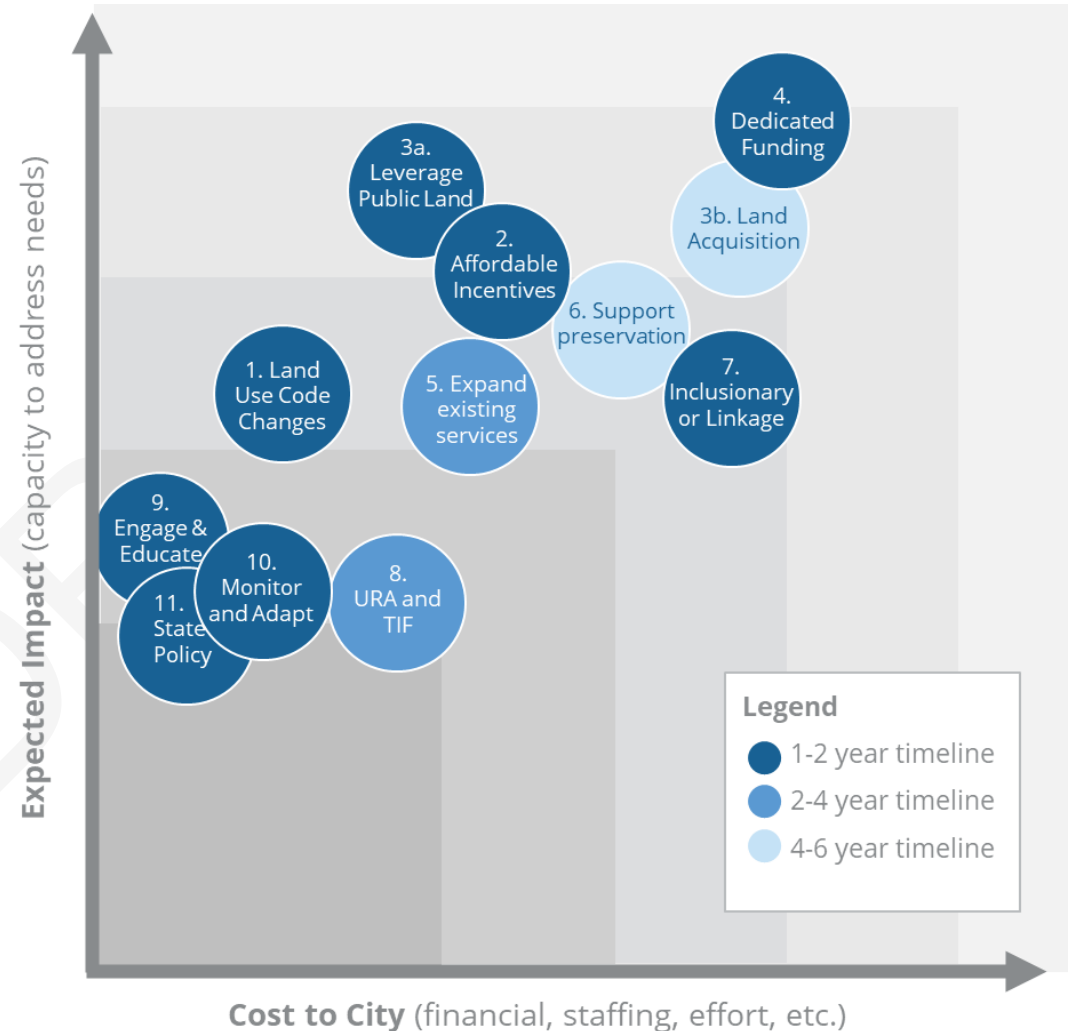 Expected Impact (capacity to address needs)
4.
Dedicated
Funding
3a.
Leverage
Public Land
3b. Land
Acquisition
2.
Affordable
Incentives
6. Support
preservation
1. Land
Use Code
Changes
5. Expand
existing
services
7.
Inclusionary
or Linkage
9.
Engage &
Educate
10.
Monitor
and Adapt
8.
URA and
TIF
11.
State
Policy
Legend
1-2 year timeline
2-4 year timeline
4-6 year timeline
Cost to City (financial, staffing, effort, etc.)